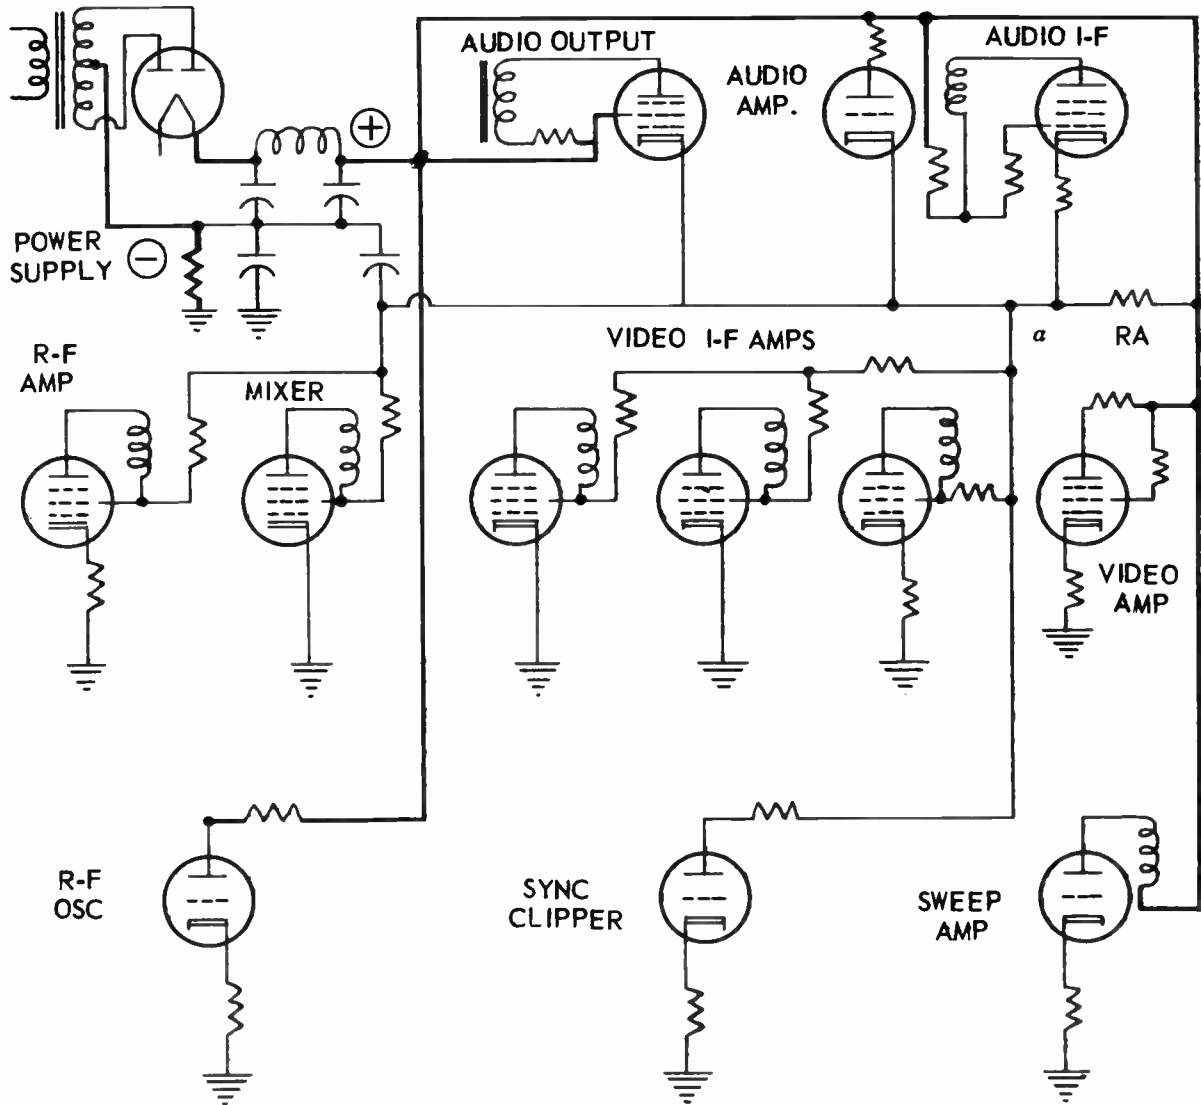 AUDIO OUTPUT
AUDIO I-F
AUDIO
AMP.
+
POWER
SUPPLY
−
R-F
AMP
MIXER
VIDEO I-F AMPS
a
RA
VIDEO
AMP
R-F
OSC
SYNC
CLIPPER
SWEEP
AMP